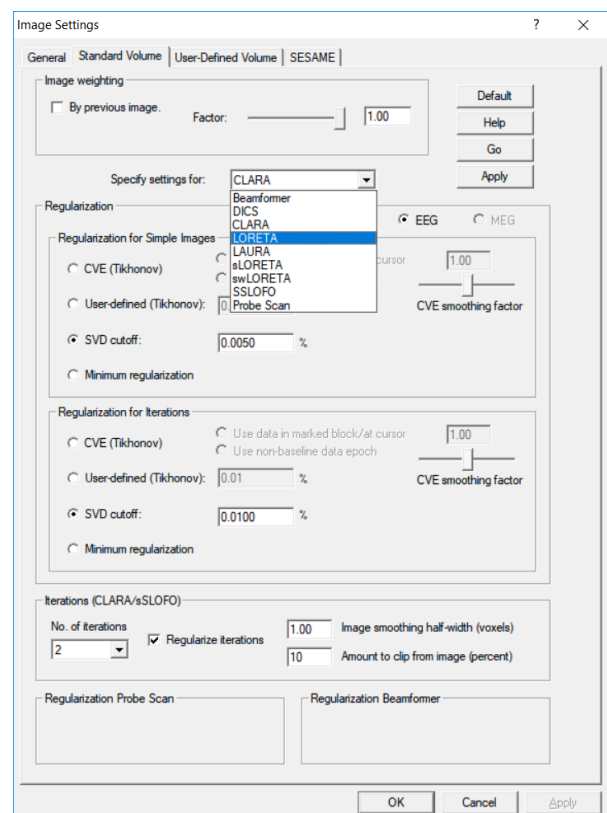 Image Settings ? ×
General Standard Volume User-Defined Volume SESAME
Image weighting
By previous image.
Factor: 1.00
Default
Help
Go
Apply
Specify settings for: CLARA
Beamformer
DICS
CLARA
LORETA
LAURA
sLORETA
swLORETA
SSLOFO
Probe Scan
Regularization
EEG MEG
Regularization for Simple Images
CVE (Tikhonov) cursor 1.00
User-defined (Tikhonov): 0. CVE smoothing factor
SVD cutoff: 0.0050 %
Minimum regularization
Regularization for Iterations
CVE (Tikhonov) Use data in marked block/at cursor 1.00
Use non-baseline data epoch
User-defined (Tikhonov): 0.01 % CVE smoothing factor
SVD cutoff: 0.0100 %
Minimum regularization
Iterations (CLARA/sSLOFO)
No. of iterations
2 Regularize iterations
1.00 Image smoothing half-width (voxels)
10 Amount to clip from image (percent)
Regularization Probe Scan Regularization Beamformer
OK Cancel Apply